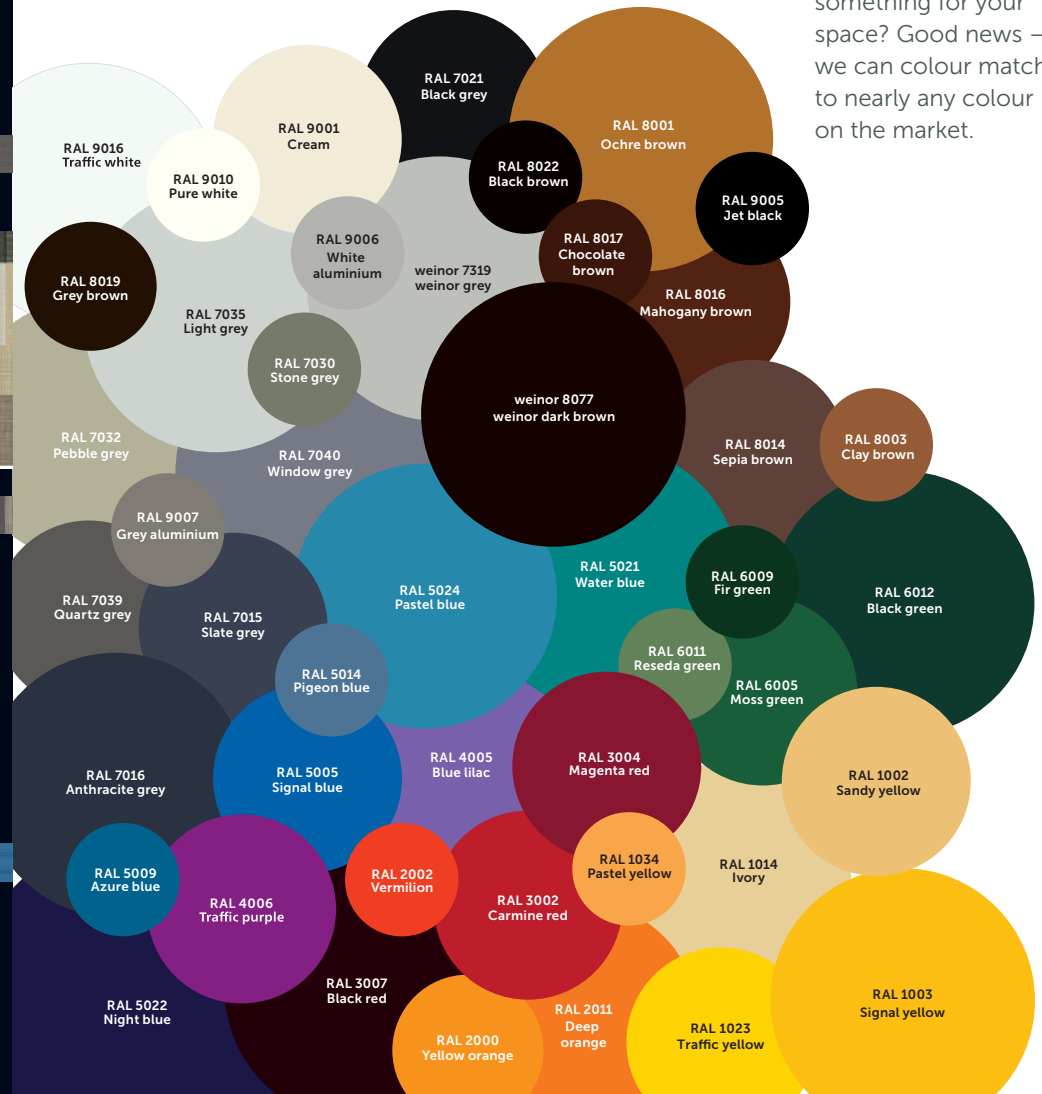 something for your
space? Good news –
we can colour match
to nearly any colour
on the market.
RAL 7021
Black grey
RAL 9001
Cream
RAL 8001
Ochre brown
RAL 9016
Traffic white
RAL 9010
Pure white
RAL 8022
Black brown
RAL 9005
Jet black
RAL 9006
White
aluminium
RAL 8017
Chocolate
brown
weinor 7319
weinor grey
RAL 8019
Grey brown
RAL 8016
Mahogany brown
RAL 7035
Light grey
RAL 7030
Stone grey
weinor 8077
weinor dark brown
RAL 7032
Pebble grey
RAL 7040
Window grey
RAL 8014
Sepia brown
RAL 8003
Clay brown
RAL 9007
Grey aluminium
RAL 5021
Water blue
RAL 6009
Fir green
RAL 6012
Black green
RAL 7039
Quartz grey
RAL 7015
Slate grey
RAL 5024
Pastel blue
RAL 6011
Reseda green
RAL 5014
Pigeon blue
RAL 6005
Moss green
RAL 7016
Anthracite grey
RAL 5005
Signal blue
RAL 4005
Blue lilac
RAL 3004
Magenta red
RAL 1002
Sandy yellow
RAL 5009
Azure blue
RAL 2002
Vermilion
RAL 1034
Pastel yellow
RAL 1014
Ivory
RAL 4006
Traffic purple
RAL 3002
Carmine red
RAL 3007
Black red
RAL 1003
Signal yellow
RAL 5022
Night blue
RAL 2011
Deep
orange
RAL 2000
Yellow orange
RAL 1023
Traffic yellow